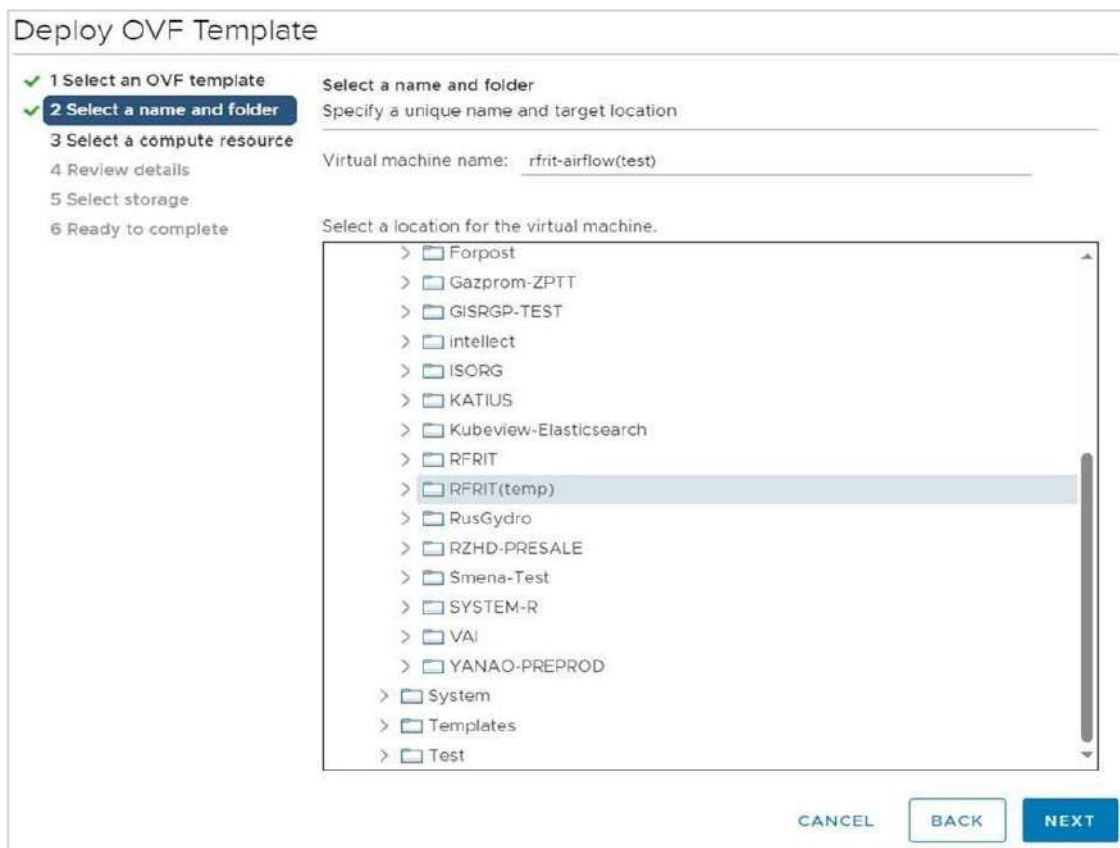 Deploy OVF Template
1 Select an OVF template
2 Select a name and folder
3 Select a compute resource
4 Review details
5 Select storage
6 Ready to complete
Select a name and folder
Specify a unique name and target location
Virtual machine name: rfrit-airflow(test)
Select a location for the virtual machine.
Forpost
Gazprom-ZPTT
GISRGP-TEST
intellect
ISORG
KATIUS
Kubeview-Elasticsearch
RFRIT
RFRIT(temp)
RusGydro
RZHD-PRESALE
Smena-Test
SYSTEM-R
VAI
YANAO-PREPROD
System
Templates
Test
CANCEL
BACK
NEXT